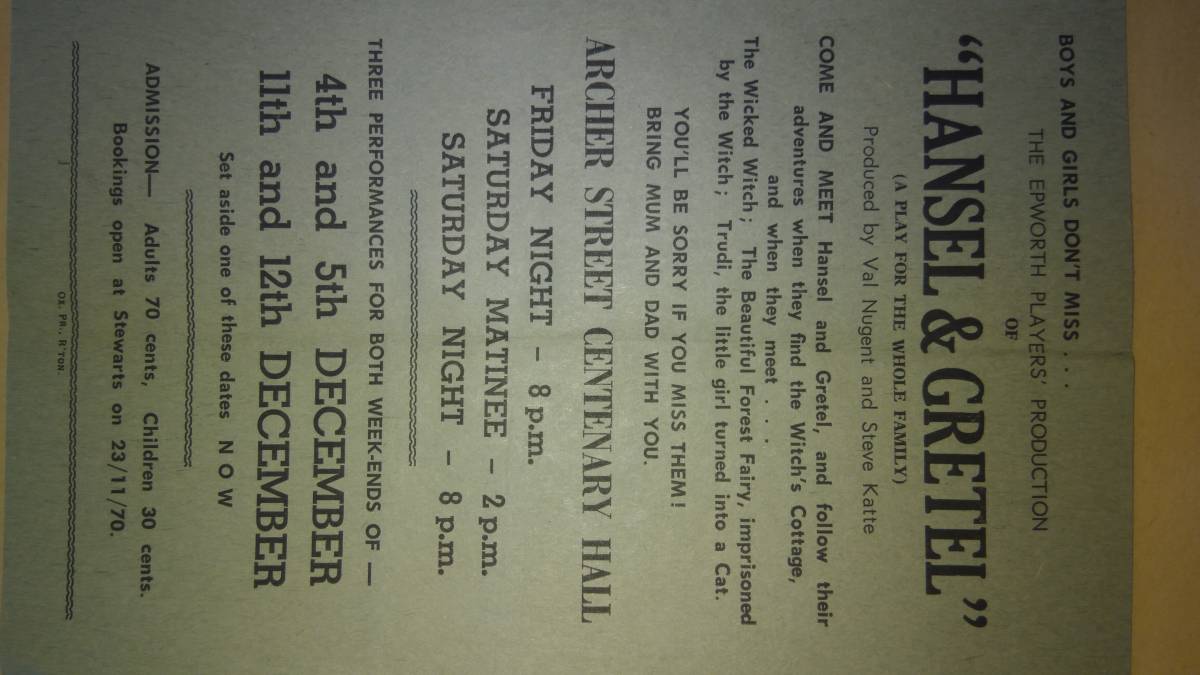 BOYS AND GIRLS DON'T MISS . . .
THE EPWORTH PLAYERS' PRODUCTION
OF
"HANSEL & GRETEL"
(A PLAY FOR THE WHOLE FAMILY)
Produced by Val Nugent and Steve Katte
COME AND MEET Hansel and Gretel, and follow their
adventures when they find the Witch's Cottage,
and when they meet . . .
The Wicked Witch; The Beautiful Forest Fairy, imprisoned
by the Witch; Trudi, the little girl turned into a Cat.
YOU'LL BE SORRY IF YOU MISS THEM!
BRING MUM AND DAD WITH YOU.
ARCHER STREET CENTENARY HALL
FRIDAY NIGHT – 8 p.m.
SATURDAY MATINEE – 2 p.m.
SATURDAY NIGHT – 8 p.m.
THREE PERFORMANCES FOR BOTH WEEK-ENDS OF —
4th and 5th DECEMBER
11th and 12th DECEMBER
Set aside one of these dates N O W
ADMISSION— Adults 70 cents, Children 30 cents.
Bookings open at Stewarts on 23/11/70.
OX. PR., R'TON.